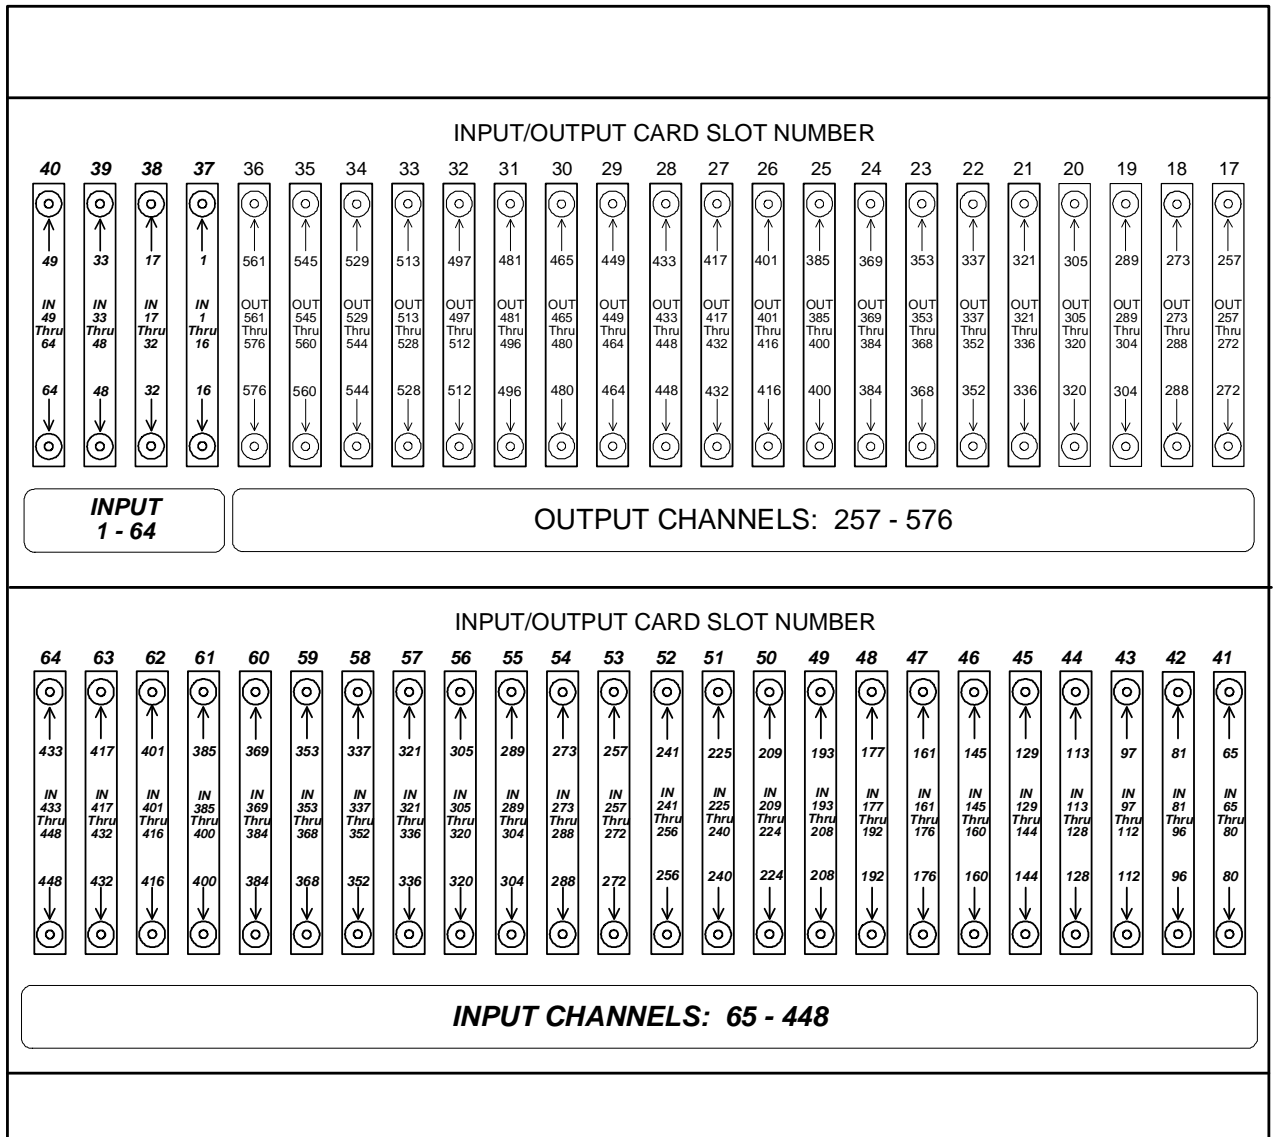 INPUT/OUTPUT CARD SLOT NUMBER
40 39 38 37 36 35 34 33 32 31 30 29 28 27 26 25 24 23 22 21 20 19 18 17
49 33 17 1 561 545 529 513 497 481 465 449 433 417 401 385 369 353 337 321 305 289 273 257
IN IN IN IN OUT OUT OUT OUT OUT OUT OUT OUT OUT OUT OUT OUT OUT OUT OUT OUT OUT OUT OUT OUT
49 33 17 1 561 545 529 513 497 481 465 449 433 417 401 385 369 353 337 321 305 289 273 257
Thru Thru Thru Thru Thru Thru Thru Thru Thru Thru Thru Thru Thru Thru Thru Thru Thru Thru Thru Thru Thru Thru Thru Thru
64 48 32 16 576 560 544 528 512 496 480 464 448 432 416 400 384 368 352 336 320 304 288 272
64 48 32 16 576 560 544 528 512 496 480 464 448 432 416 400 384 368 352 336 320 304 288 272
INPUT
1 - 64
OUTPUT CHANNELS: 257 - 576
INPUT/OUTPUT CARD SLOT NUMBER
64 63 62 61 60 59 58 57 56 55 54 53 52 51 50 49 48 47 46 45 44 43 42 41
433 417 401 385 369 353 337 321 305 289 273 257 241 225 209 193 177 161 145 129 113 97 81 65
IN IN IN IN IN IN IN IN IN IN IN IN IN IN IN IN IN IN IN IN IN IN IN IN
433 417 401 385 369 353 337 321 305 289 273 257 241 225 209 193 177 161 145 129 113 97 81 65
Thru Thru Thru Thru Thru Thru Thru Thru Thru Thru Thru Thru Thru Thru Thru Thru Thru Thru Thru Thru Thru Thru Thru Thru
448 432 416 400 384 368 352 336 320 304 288 272 256 240 224 208 192 176 160 144 128 112 96 80
448 432 416 400 384 368 352 336 320 304 288 272 256 240 224 208 192 176 160 144 128 112 96 80
INPUT CHANNELS: 65 - 448